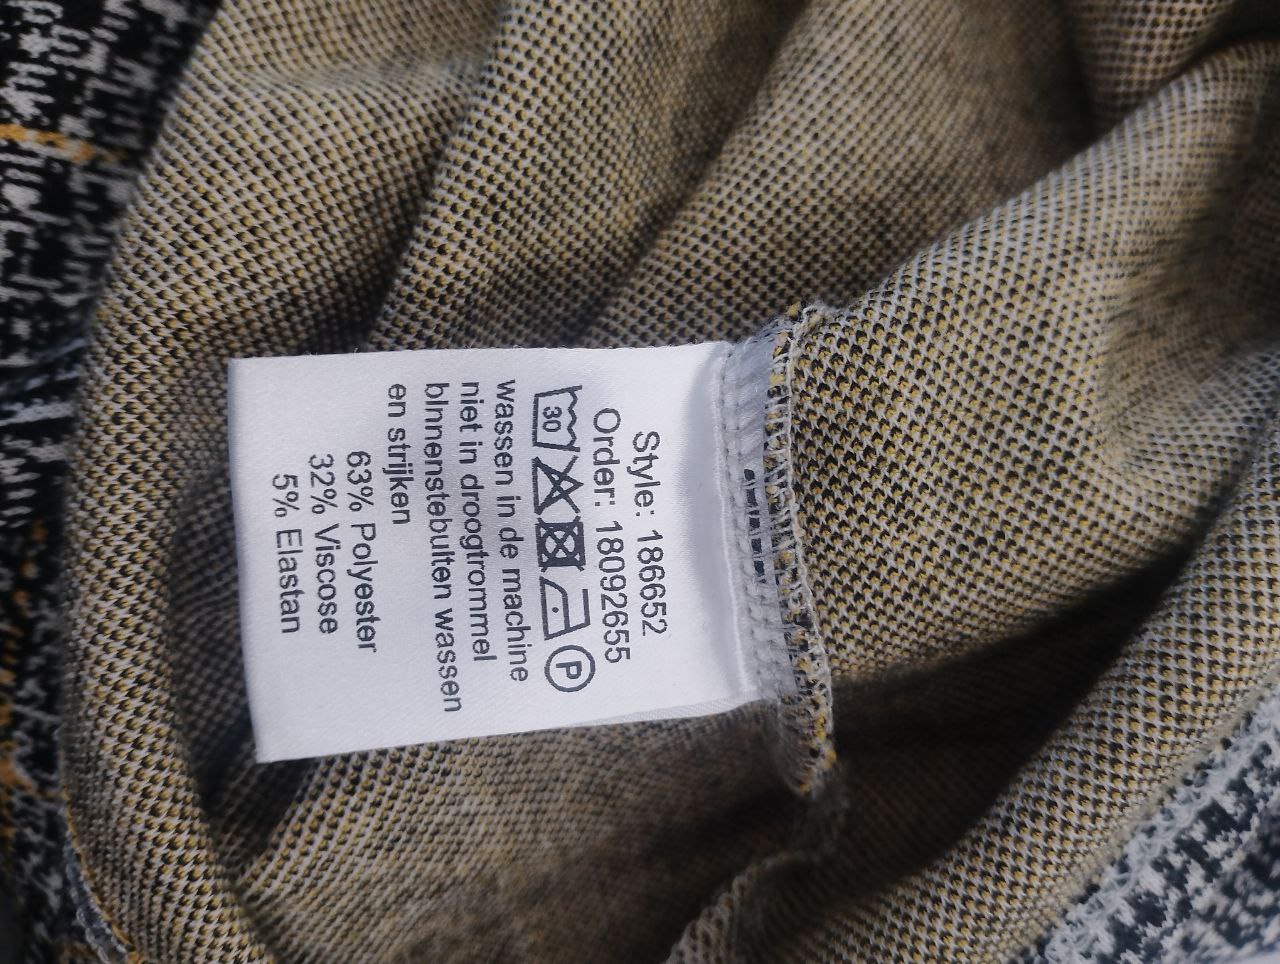 Style: 186652
Order: 18092655
30 P
wassen in de machine
niet in droogtrommel
bInnenstebuIten wassen
en strijken
63% Polyester
32% Viscose
5% Elastan